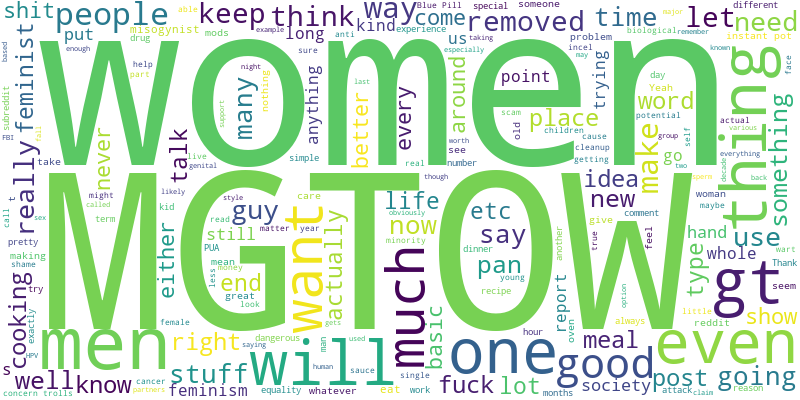 shit people keep think way Blue Pill special someone removed time let need different
able misogynist mods drug put long kind come us experience problem biological remember instant pot
women
subreddit feminist many anything every better around point trying place word make day Yeah thing something
FBI based help part night nothing simple support last old scam children cause cleanup getting
take really never talk live genital either MGTOW idea new go woman maybe give comment
guy still want actually life now etc say pan use whole hand type gt
men right will much basic one good meal even
cooking well know stuff fuck lot society post going show
end great mean PUA read money less look care year matter style
dinner young recipe oven hour report another true feel option always little reddit seem Thank wart
female saying dangerous equality whatever feminism eat work single sauce months attack claim reason
HPV cancer partners concern trolls shame try exactly pretty making term called sex kid might likely
minority obviously worth see number real though human man gets used
potential actual various group known self two everything back decade face major may incel anti sure example enough